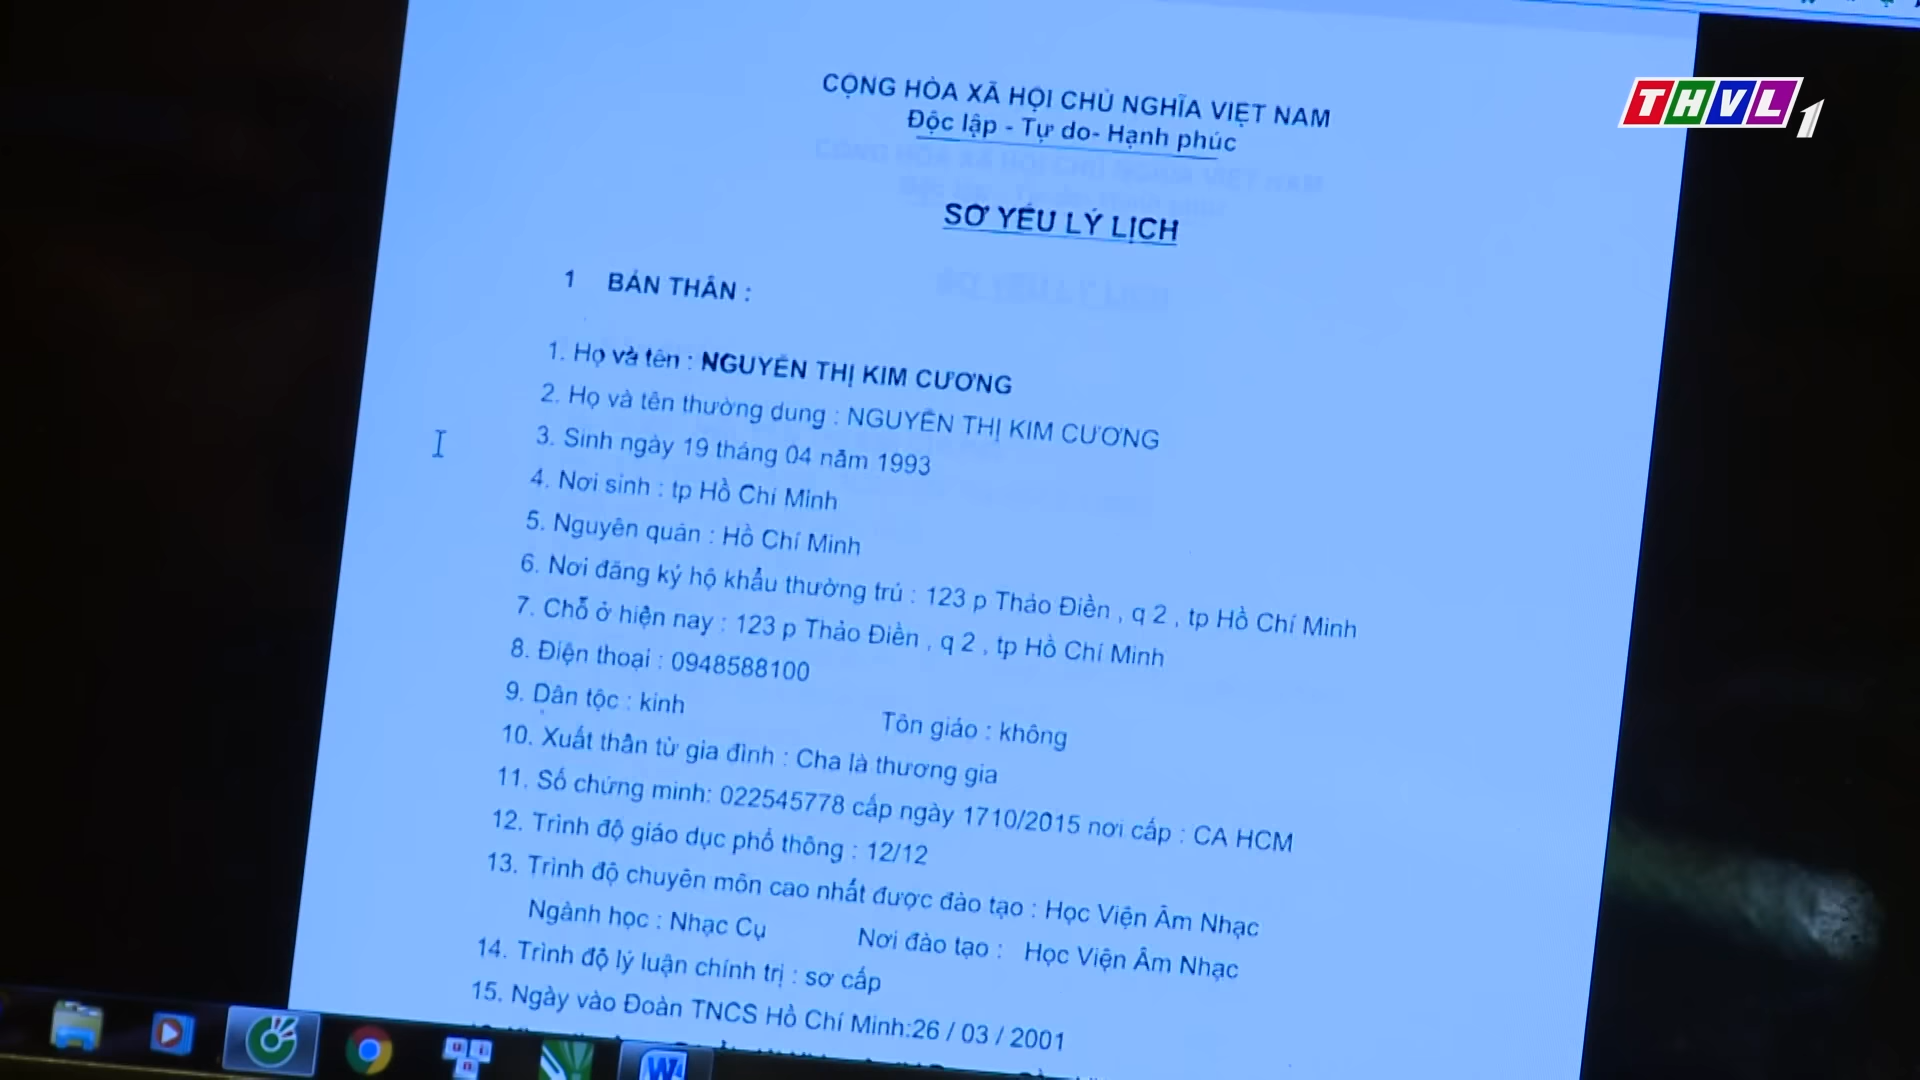 THVL 1
CỘNG HÒA XÃ HỘI CHỦ NGHĨA VIỆT NAM
Độc lập - Tự do- Hạnh phúc
SƠ YẾU LÝ LỊCH
1 BẢN THÂN :
1. Họ và tên : NGUYỄN THỊ KIM CƯƠNG
2. Họ và tên thường dung : NGUYỄN THỊ KIM CƯƠNG
3. Sinh ngày 19 tháng 04 năm 1993
4. Nơi sinh : tp Hồ Chí Minh
5. Nguyên quán : Hồ Chí Minh
6. Nơi đăng ký hộ khẩu thường trú : 123 p Thảo Điền , q 2 , tp Hồ Chí Minh
7. Chỗ ở hiện nay : 123 p Thảo Điền , q 2 , tp Hồ Chí Minh
8. Điện thoại : 0948588100
9. Dân tộc : kinh Tôn giáo : không
10. Xuất thân từ gia đình : Cha là thương gia
11. Số chứng minh: 022545778 cấp ngày 1710/2015 nơi cấp : CA HCM
12. Trình độ giáo dục phổ thông : 12/12
13. Trình độ chuyên môn cao nhất được đào tạo : Học Viện Âm Nhạc
Ngành học : Nhạc Cụ Nơi đào tạo : Học Viện Âm Nhạc
14. Trình độ lý luận chính trị : sơ cấp
15. Ngày vào Đoàn TNCS Hồ Chí Minh:26 / 03 / 2001